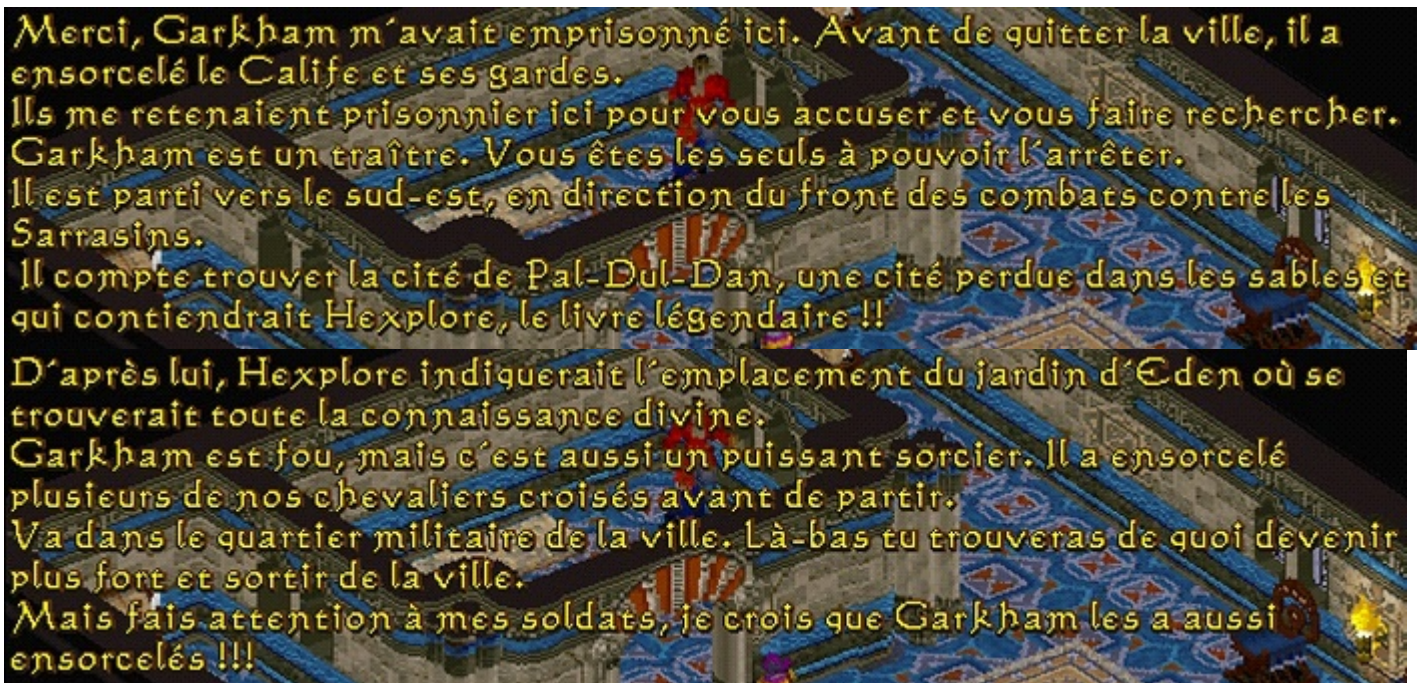 Merci, Garkham m´avait emprisonné ici. Avant de quitter la ville, il a
ensorcelé le Calife et ses gardes.
Ils me retenaient prisonnier ici pour vous accuser et vous faire rechercher.
Garkham est un traître. Vous êtes les seuls à pouvoir l´arrêter.
Il est parti vers le sud-est, en direction du front des combats contre les
Sarrasins.
Il compte trouver la cité de Pal-Dul-Dan, une cité perdue dans les sables et
qui contiendrait Hexplore, le livre légendaire !!
D´après lui, Hexplore indiquerait l´emplacement du jardin d´Eden où se
trouverait toute la connaissance divine.
Garkham est fou, mais c´est aussi un puissant sorcier. Il a ensorcelé
plusieurs de nos chevaliers croisés avant de partir.
Va dans le quartier militaire de la ville. Là-bas tu trouveras de quoi devenir
plus fort et sortir de la ville.
Mais fais attention à mes soldats, je crois que Garkham les a aussi
ensorcelés !!!